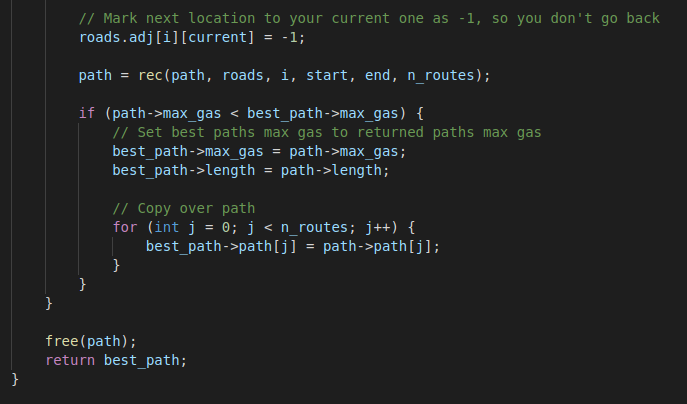 // Mark next location to your current one as -1, so you don't go back
roads.adj[i][current] = -1;
path = rec(path, roads, i, start, end, n_routes);
if (path->max_gas < best_path->max_gas) {
// Set best paths max gas to returned paths max gas
best_path->max_gas = path->max_gas;
best_path->length = path->length;
// Copy over path
for (int j = 0; j < n_routes; j++) {
best_path->path[j] = path->path[j];
}
}
}
free(path);
return best_path;
}